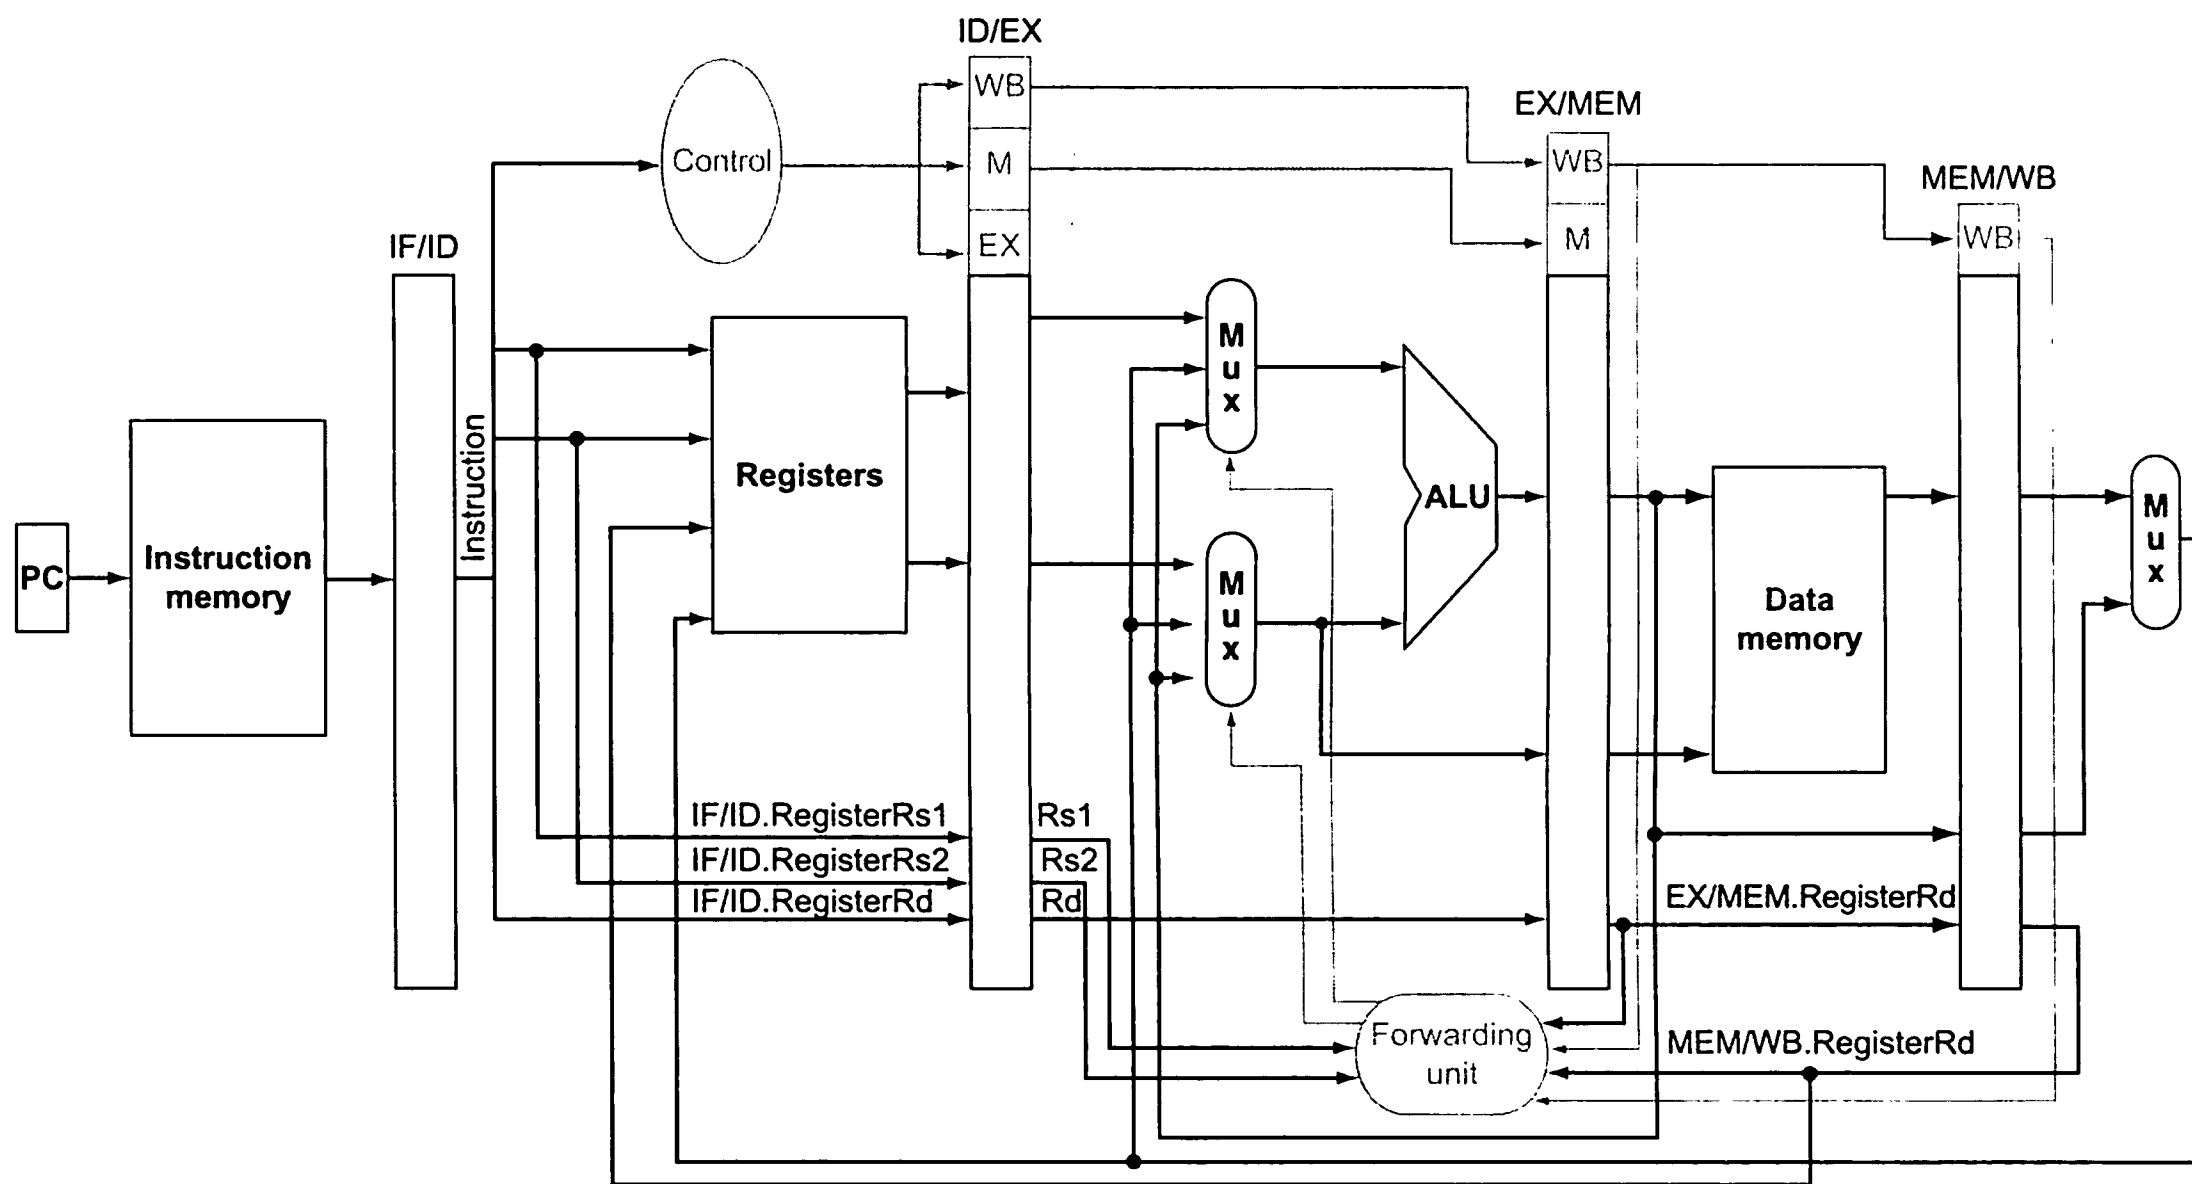 ID/EX
WB
EX/MEM
Control
M
WB
MEM/WB
IF/ID
EX
M
WB
M
u
x
Instruction
Registers
ALU
M
u
x
PC
Instruction
memory
M
u
x
Data
memory
IF/ID.RegisterRs1
Rs1
IF/ID.RegisterRs2
Rs2
IF/ID.RegisterRd
Rd
EX/MEM.RegisterRd
Forwarding
unit
MEM/WB.RegisterRd